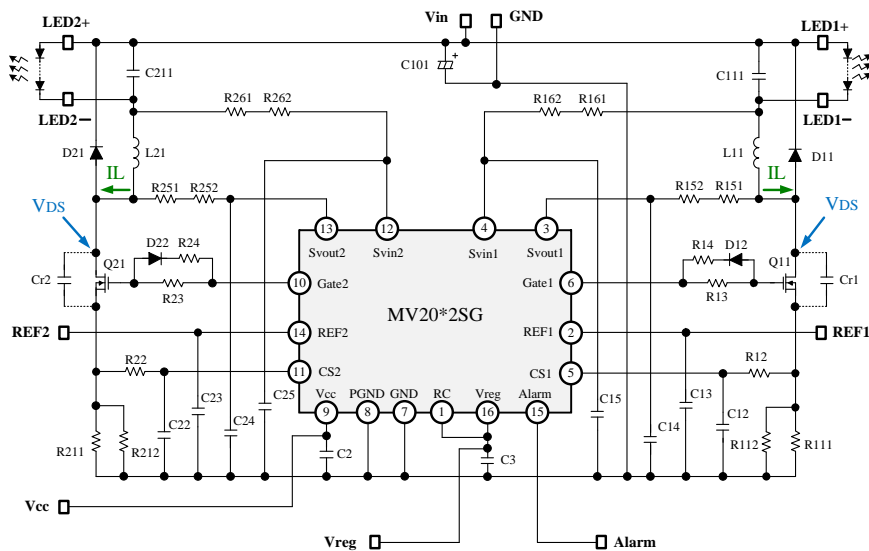 LED2+
Vin
GND
LED1+
C211
C101
+
C111
LED2−
R261
R262
R162
R161
LED1−
D21
L21
L11
D11
IL
IL
R251
R252
R152
R151
VDS
VDS
13
12
4
3
Svout2
Svin2
Svin1
Svout1
D22
R24
R14
D12
Cr2
Q21
R23
10
Gate2
Gate1
6
R13
Q11
Cr1
MV20*2SG
REF2
14
REF2
REF1
2
REF1
R22
11
CS2
CS1
5
R12
Vcc
PGND
GND
RC
Vreg
Alarm
9
8
7
1
16
15
R211
R212
C22
C23
C24
C25
C2
C3
C15
C14
C13
C12
R112
R111
Vcc
Vreg
Alarm